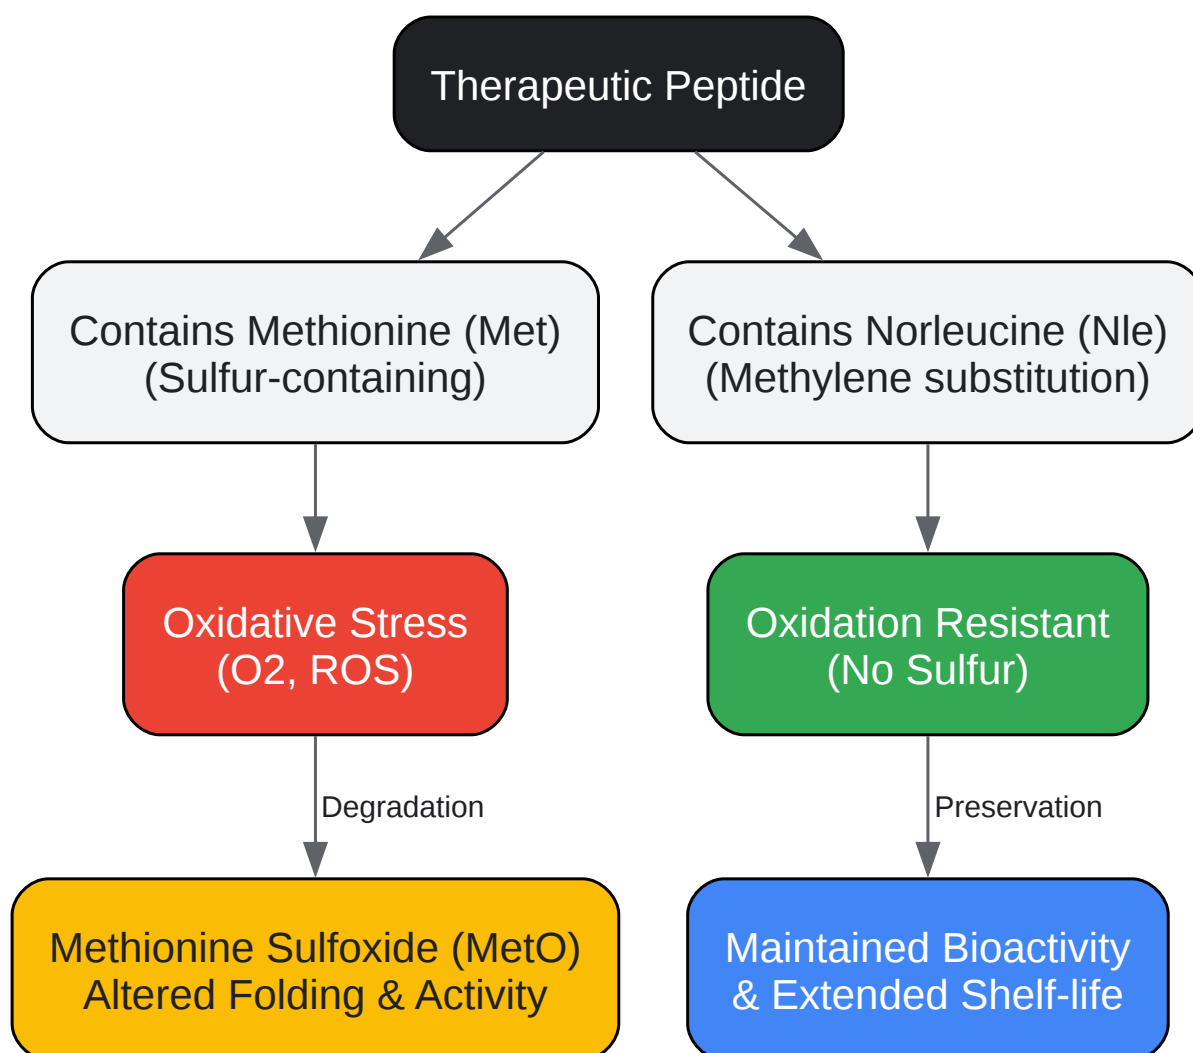 Therapeutic Peptide
Contains Methionine (Met)
(Sulfur-containing)
Contains Norleucine (Nle)
(Methylene substitution)
Oxidative Stress
(O2, ROS)
Oxidation Resistant
(No Sulfur)
Degradation
Preservation
Methionine Sulfoxide (MetO)
Altered Folding & Activity
Maintained Bioactivity
& Extended Shelf-life